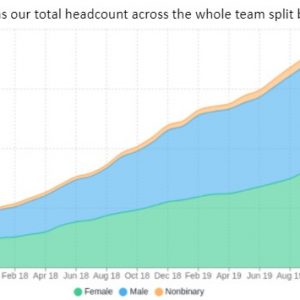 s our total headcount across the whole team split b
Feb 18 Apr 18 Jun 18 Aug 18 Oct 18 Dec 18 Feb 19 Apr 19 Jun 19 Aug 19
Female Male Nonbinary